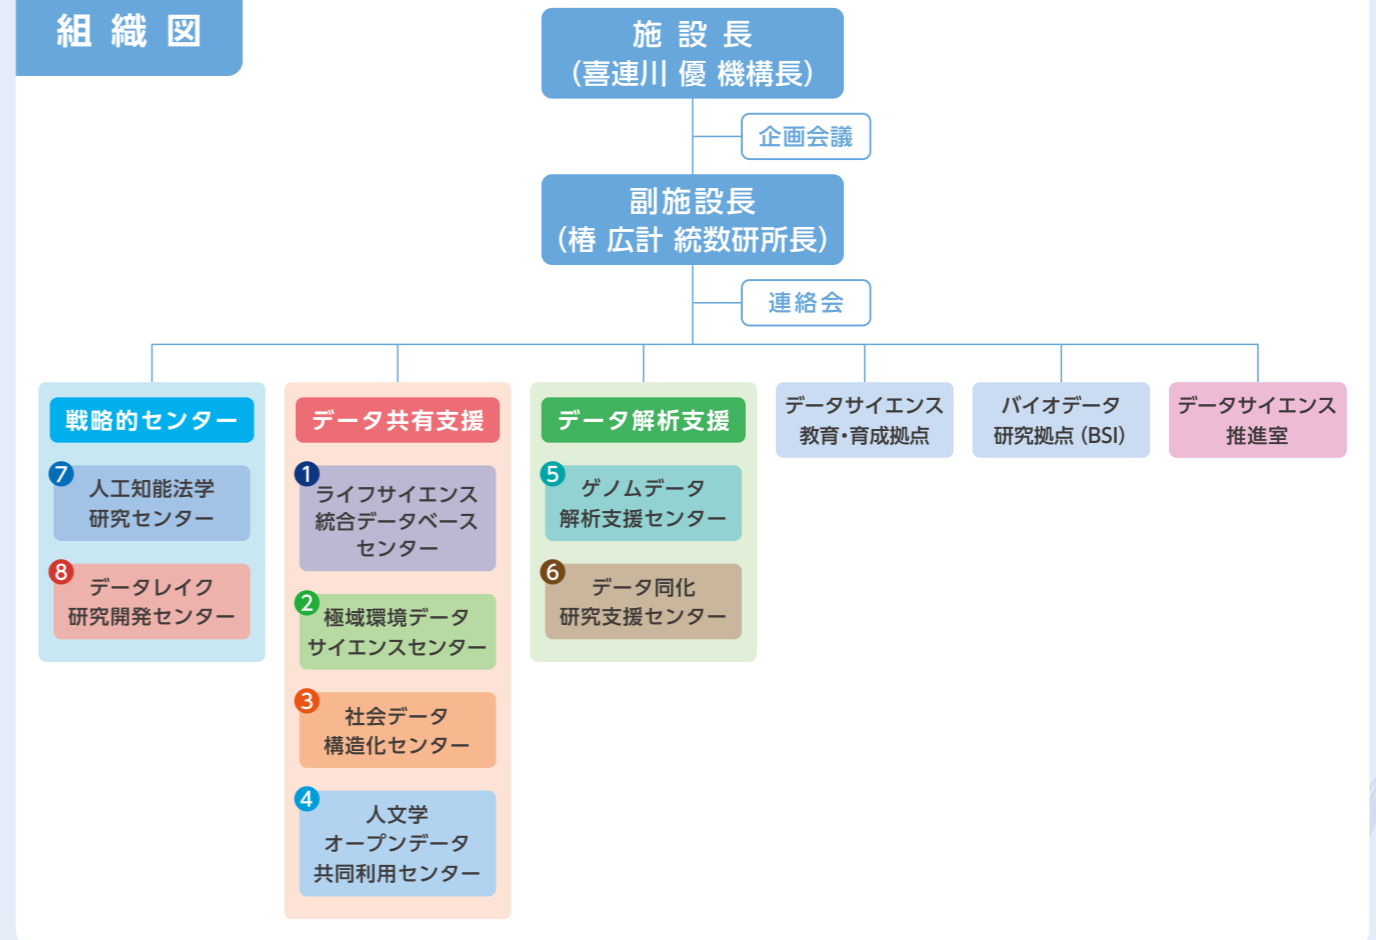 組織図
施設長
（喜連川 優 機構長）
企画会議
副施設長
（椿 広計 統数研所長）
連絡会
戦略的センター
7
人工知能法学
研究センター
8
データレイク
研究開発センター
データ共有支援
1
ライフサイエンス
統合データベース
センター
2
極域環境データ
サイエンスセンター
3
社会データ
構造化センター
4
人文学
オープンデータ
共同利用センター
データ解析支援
5
ゲノムデータ
解析支援センター
6
データ同化
研究支援センター
データサイエンス
教育・育成拠点
バイオデータ
研究拠点（BSI）
データサイエンス
推進室